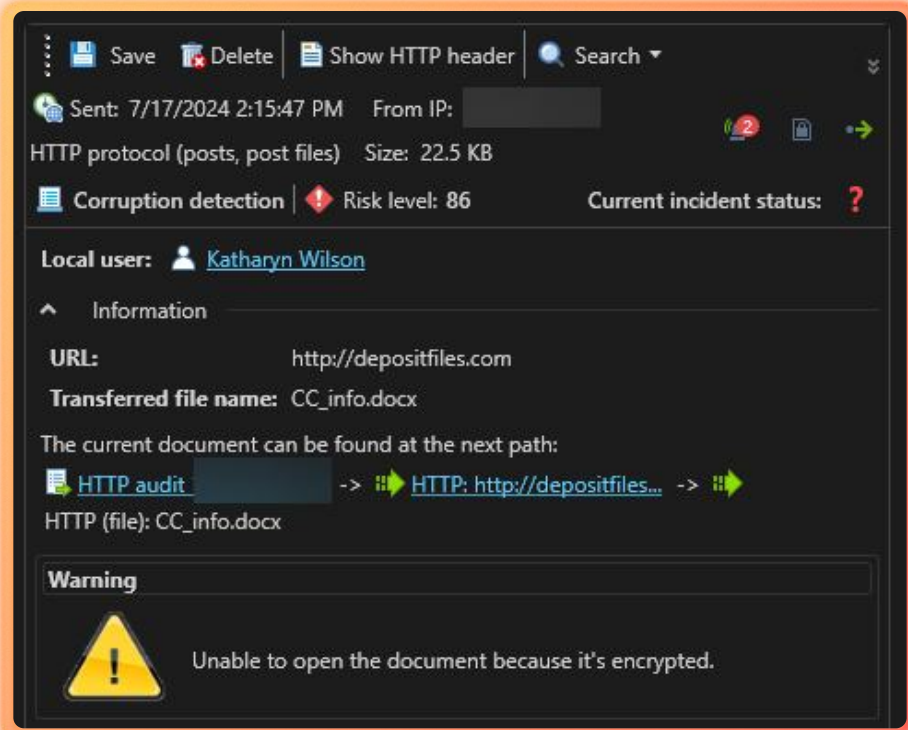 Save Delete Show HTTP header Search
Sent: 7/17/2024 2:15:47 PM From IP:
2
HTTP protocol (posts, post files) Size: 22.5 KB
Corruption detection Risk level: 86 Current incident status: ?
Local user: Katharyn Wilson
Information
URL: http://depositfiles.com
Transferred file name: CC_info.docx
The current document can be found at the next path:
HTTP audit -> HTTP: http://depositfiles... ->
HTTP (file): CC_info.docx
Warning
! Unable to open the document because it's encrypted.